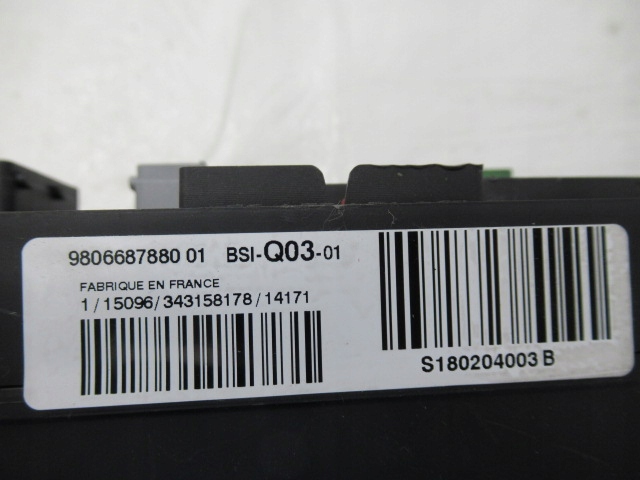 9806687880 01 BSI-Q03-01
FABRIQUE EN FRANCE
1/15096/343158178/14171
S180204003 B